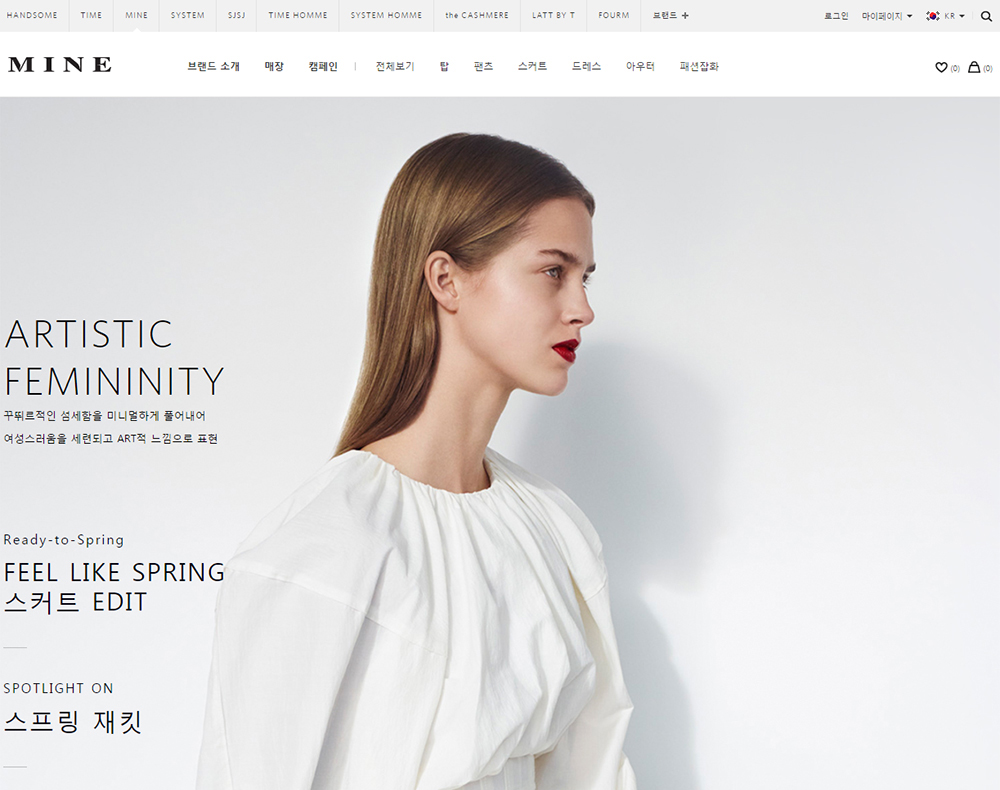 HANDSOME TIME MINE SYSTEM SJSJ TIME HOMME SYSTEM HOMME the CASHMERE LATT BY T FOURM 브랜드 + 로그인 마이페이지 KR
MINE 브랜드 소개 매장 캠페인 | 전체보기 탑 팬츠 스커트 드레스 아우터 패션잡화 (0) (0)
ARTISTIC
FEMININITY
꾸뛰르적인 섬세함을 미니멀하게 풀어내어
여성스러움을 세련되고 ART적 느낌으로 표현
Ready-to-Spring
FEEL LIKE SPRING
스커트 EDIT
SPOTLIGHT ON
스프링 재킷